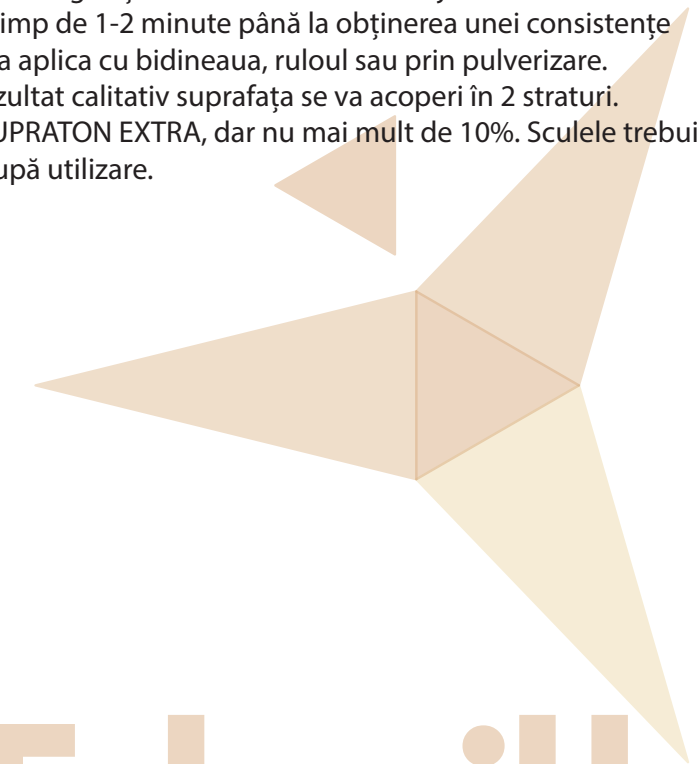 timp de 1-2 minute până la obținerea unei consistențe
a aplica cu bidineaua, ruloul sau prin pulverizare.
zultat calitativ suprafața se va acoperi în 2 straturi.
UPRATON EXTRA, dar nu mai mult de 10%. Sculele trebui
upă utilizare.